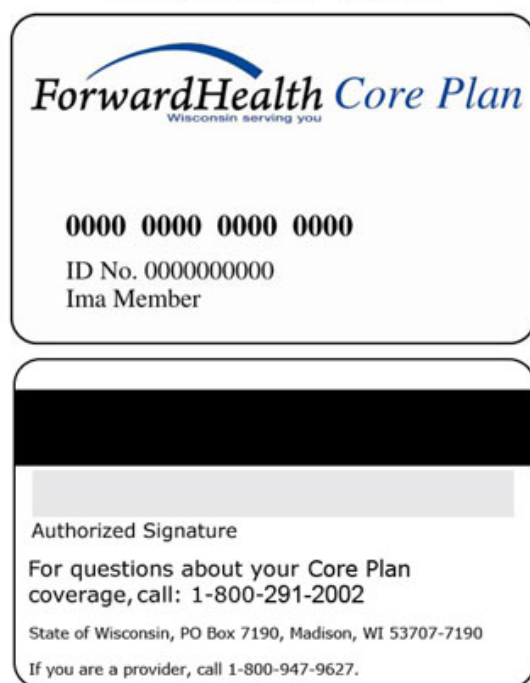 ForwardHealth Core Plan
Wisconsin serving you
0000 0000 0000 0000
ID No. 0000000000
Ima Member
Authorized Signature
For questions about your Core Plan
coverage, call: 1-800-291-2002
State of Wisconsin, PO Box 7190, Madison, WI 53707-7190
If you are a provider, call 1-800-947-9627.